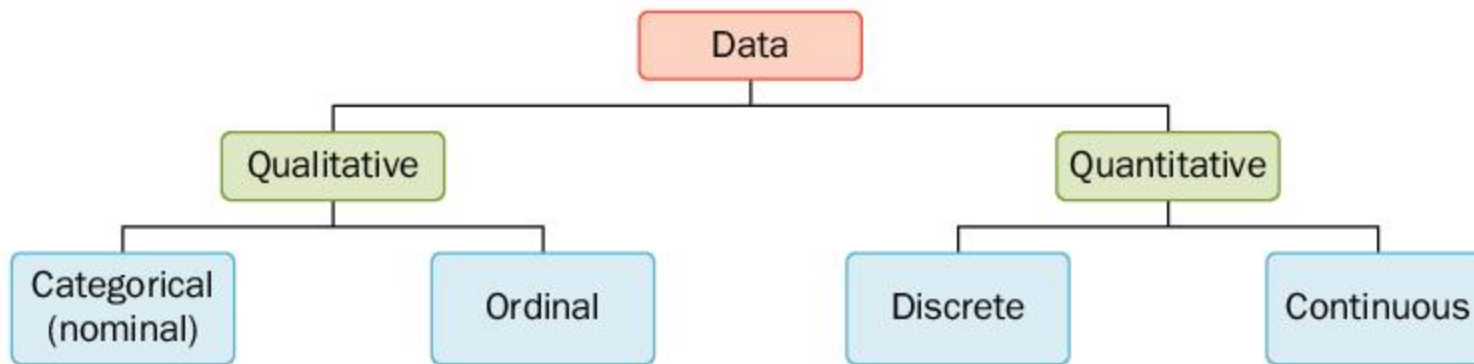 Data
Qualitative
Quantitative
Categorical
(nominal)
Ordinal
Discrete
Continuous